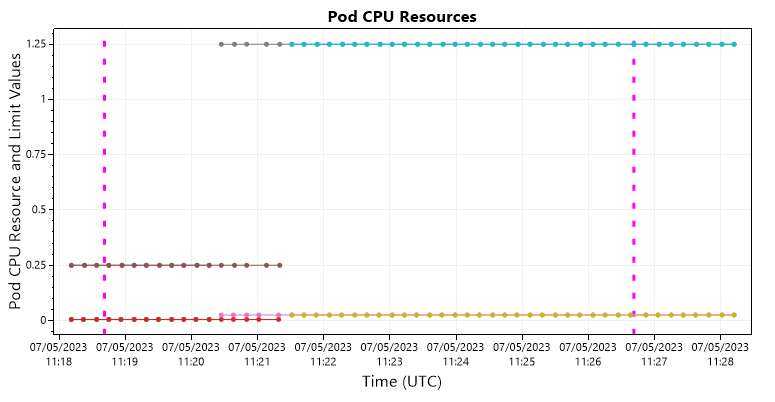 Pod CPU Resources
Pod CPU Resource and Limit Values
1.25
1
0.75
0.5
0.25
0
07/05/2023 07/05/2023 07/05/2023 07/05/2023 07/05/2023 07/05/2023 07/05/2023 07/05/2023 07/05/2023 07/05/2023 07/05/2023
11:18 11:19 11:20 11:21 11:22 11:23 11:24 11:25 11:26 11:27 11:28
Time (UTC)